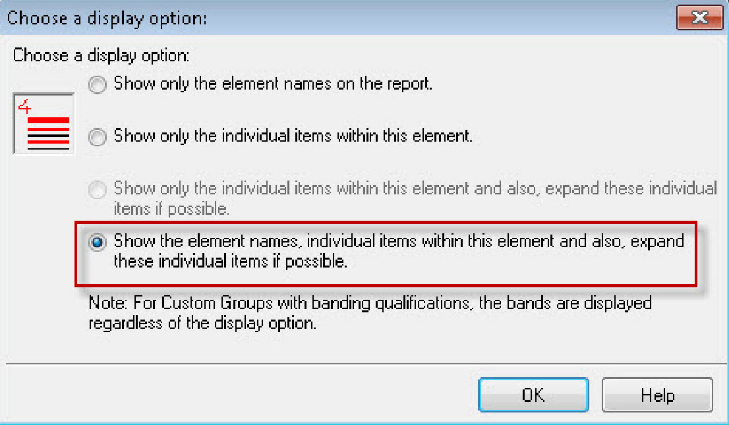 Choose a display option:
Choose a display option:
Show only the element names on the report.
4
Show only the individual items within this element.
Show only the individual items within this element and also, expand these individual
items if possible.
Show the element names, individual items within this element and also, expand
these individual items if possible.
Note: For Custom Groups with banding qualifications, the bands are displayed
regardless of the display option.
OK
Help